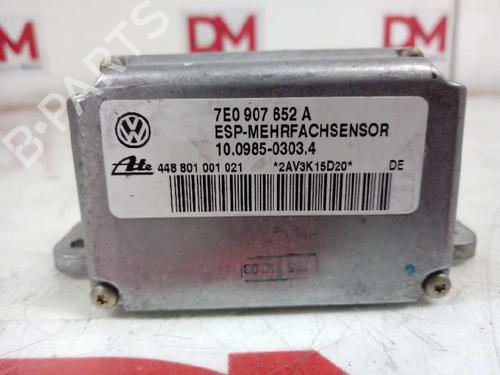 DM
DM
7E0 907 652 A
ESP-MEHRFACHSENSOR
10.0985-0303.4
Ate 448 801 001 021 *2AV3K15D20* DE
B-PARTS